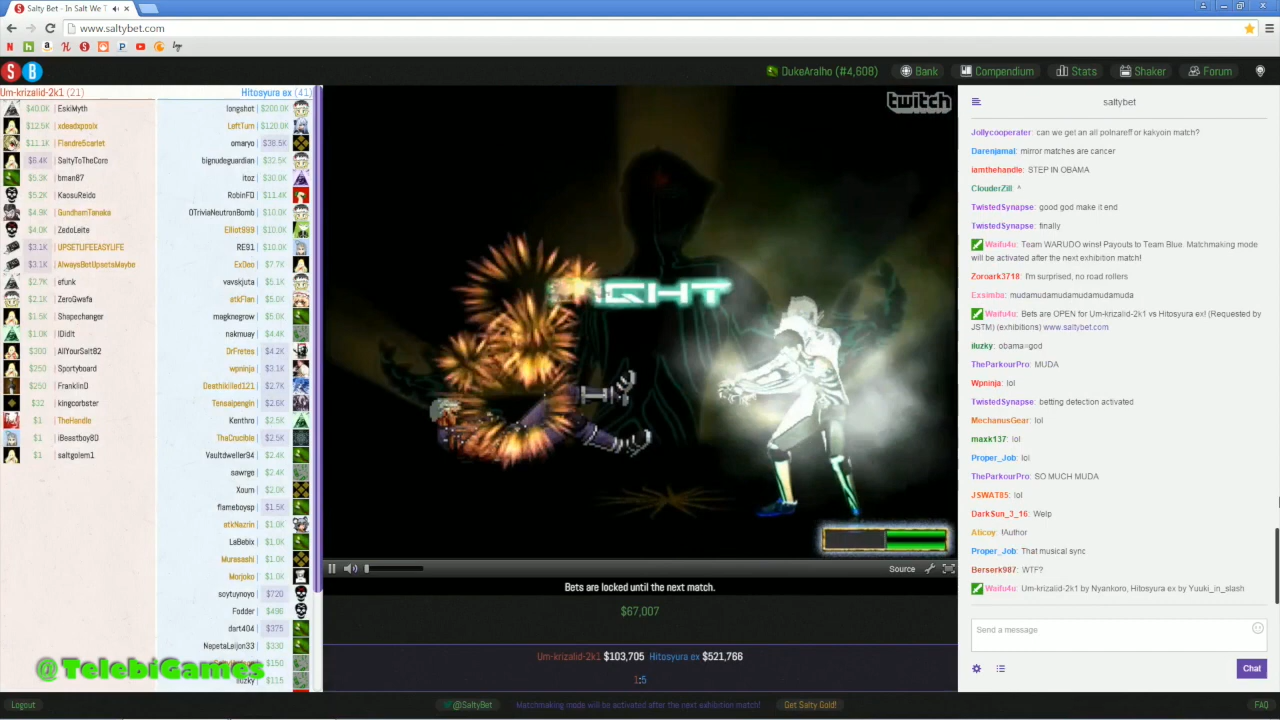 Salty Bet - In Salt We T
www.saltybet.com
DukeAralho (#4,608)
Bank
Compendium
Stats
Shaker
Forum
Um-krizalid-2k1 (21)
$40.0K | EskiMyth
$12.5K | xdeadxpoolx
$11.1K | Flandre5carlet
$6.4K | SaltyToTheCore
$5.3K | bman87
$5.2K | KaosuReido
$4.9K | GundhamTanaka
$4.0K | ZedoLeite
$3.1K | UPSETLIFEEASYLIFE
$3.1K | AlwaysBetUpsetsMaybe
$2.7K | efunk
$2.1K | ZeroGwafa
$1.5K | Shapechanger
$1.0K | IDidit
$300 | AllYourSalt82
$250 | Sportyboard
$250 | FranklinD
$32 | kingcorbster
$1 | TheHandle
$1 | iBeastboy80
$1 | saltgolem1
Hitosyura ex (41)
longshot | $200.0K
LeftTurn | $120.0K
omaryo | $38.5K
bignudeguardian | $32.5K
itoz | $30.0K
RobinFD | $11.4K
OTriviaNeutronBomb | $10.0K
Elliot999 | $10.0K
RE91 | $10.0K
ExDeo | $7.7K
vavskjuta | $5.1K
atkFlan | $5.0K
magknegrow | $5.0K
nakmuay | $4.4K
DrFretes | $4.2K
wpninja | $3.1K
Deathkilled121 | $2.7K
Tensaipengin | $2.6K
Kenthro | $2.5K
ThaCrucible | $2.5K
Vaultdweller94 | $2.4K
sawrge | $2.4K
Xourn | $2.0K
flameboysp | $1.5K
atkNazrin | $1.0K
LaBebix | $1.0K
Murasashi | $1.0K
Morjoko | $1.0K
soytuynoyo | $720
Fodder | $496
dart404 | $375
NepetaLeijon33 | $330
$150
iluzky | $115
@TelebiGames
twitch
FIGHT
Source
Bets are locked until the next match.
$67,007
Um-krizalid-2k1 $103,705 Hitosyura ex $521,766
1:5
saltybet
Jollycooperater: can we get an all polnareff or kakyoin match?
Darenjamal: mirror matches are cancer
iamthehandle: STEP IN OBAMA
ClouderZill: ^
TwistedSynapse: good god make it end
TwistedSynapse: finally
Waifu4u: Team WARUDO wins! Payouts to Team Blue. Matchmaking mode
will be activated after the next exhibition match!
Zoroark3718: I'm surprised, no road rollers
Exsimba: mudamudamudamudamudamuda
Waifu4u: Bets are OPEN for Um-krizalid-2k1 vs Hitosyura ex! (Requested by
JSTM) (exhibitions) www.saltybet.com
iluzky: obama=god
TheParkourPro: MUDA
Wpninja: lol
TwistedSynapse: betting detection activated
MechanusGear: lol
maxk137: lol
Proper_Job: lol
TheParkourPro: SO MUCH MUDA
JSWAT85: lol
DarkSun_3_16: Welp
Alicoy: !Author
Proper_Job: That musical sync
Berserk987: WTF?
Waifu4u: Um-krizalid-2k1 by Nyankoro, Hitosyura ex by Yuuki_in_slash
Send a message
Chat
Logout
@SaltyBet
Matchmaking mode will be activated after the next exhibition match!
Get Salty Gold!
FAQ